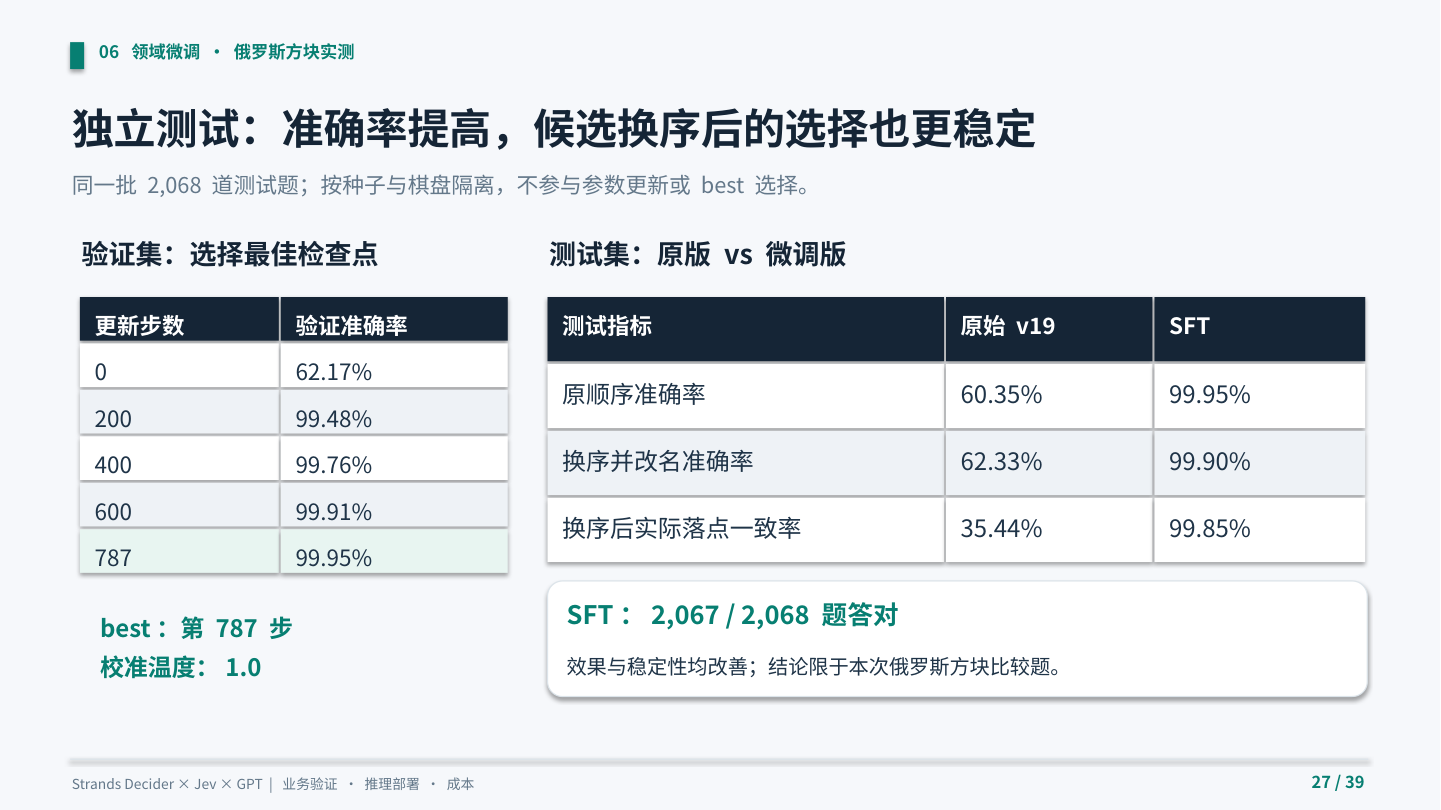 06 领域微调 · 俄罗斯方块实测
独立测试：准确率提高，候选换序后的选择也更稳定
同一批 2,068 道测试题；按种子与棋盘隔离，不参与参数更新或 best 选择。
验证集：选择最佳检查点
更新步数 验证准确率
0 62.17%
200 99.48%
400 99.76%
600 99.91%
787 99.95%
best：第 787 步
校准温度： 1.0
测试集：原版 vs 微调版
测试指标 原始 v19 SFT
原顺序准确率 60.35% 99.95%
换序并改名准确率 62.33% 99.90%
换序后实际落点一致率 35.44% 99.85%
SFT： 2,067 / 2,068 题答对
效果与稳定性均改善；结论限于本次俄罗斯方块比较题。
Strands Decider × Jev × GPT | 业务验证 · 推理部署 · 成本
27 / 39